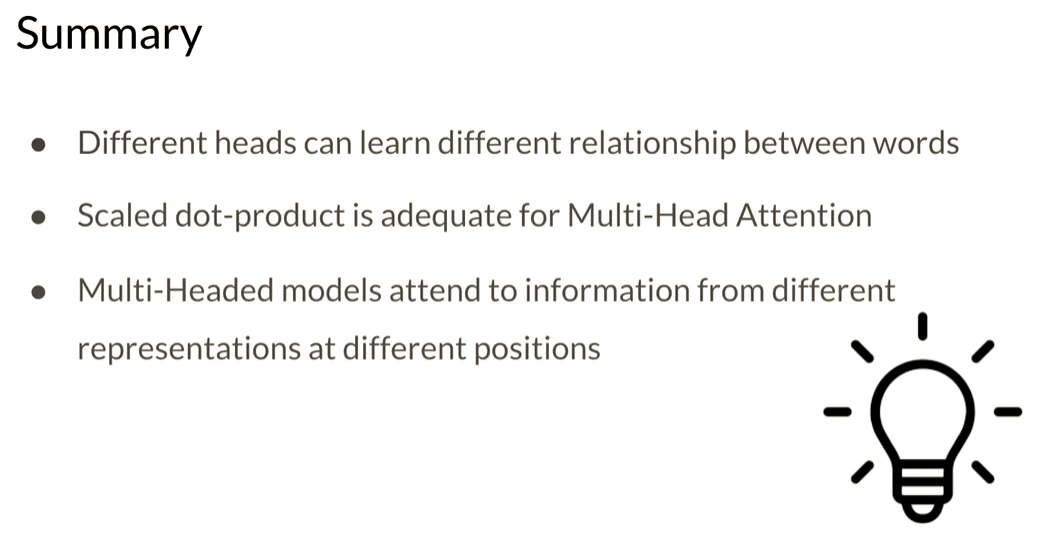 Summary
● Different heads can learn different relationship between words
● Scaled dot-product is adequate for Multi-Head Attention
● Multi-Headed models attend to information from different
representations at different positions